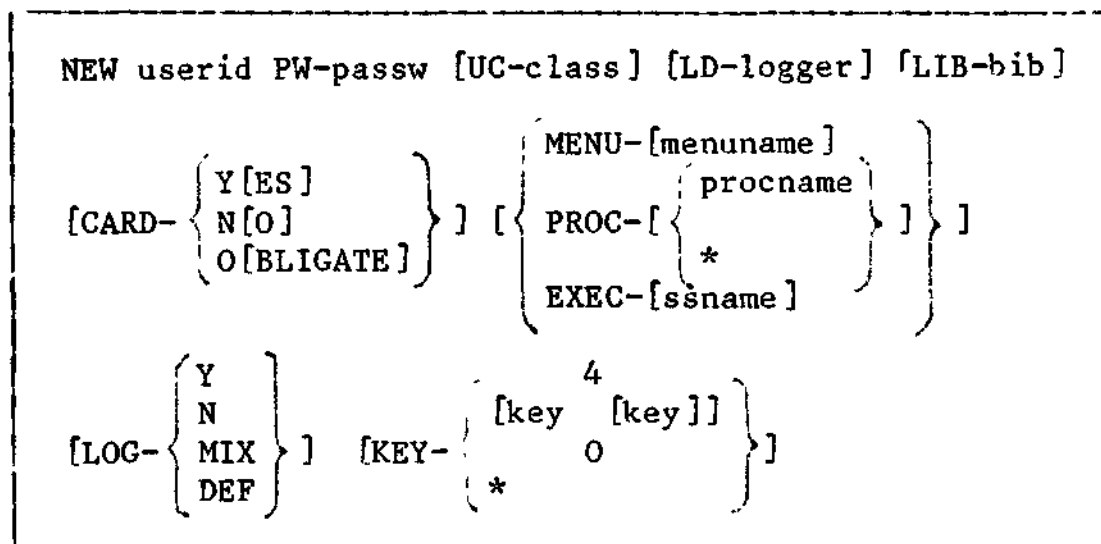 NEW userid PW-passw [UC-class] [LD-logger] [LIB-bib]
MENU-[menuname]
Y[ES]
procname
[CARD- N[O] ] [ PROC-[ ] ]
O[BLIGATE]
*
EXEC-[ssname]
Y
4
N
[key [key]]
[LOG- MIX ] [KEY- ]
O
DEF
*